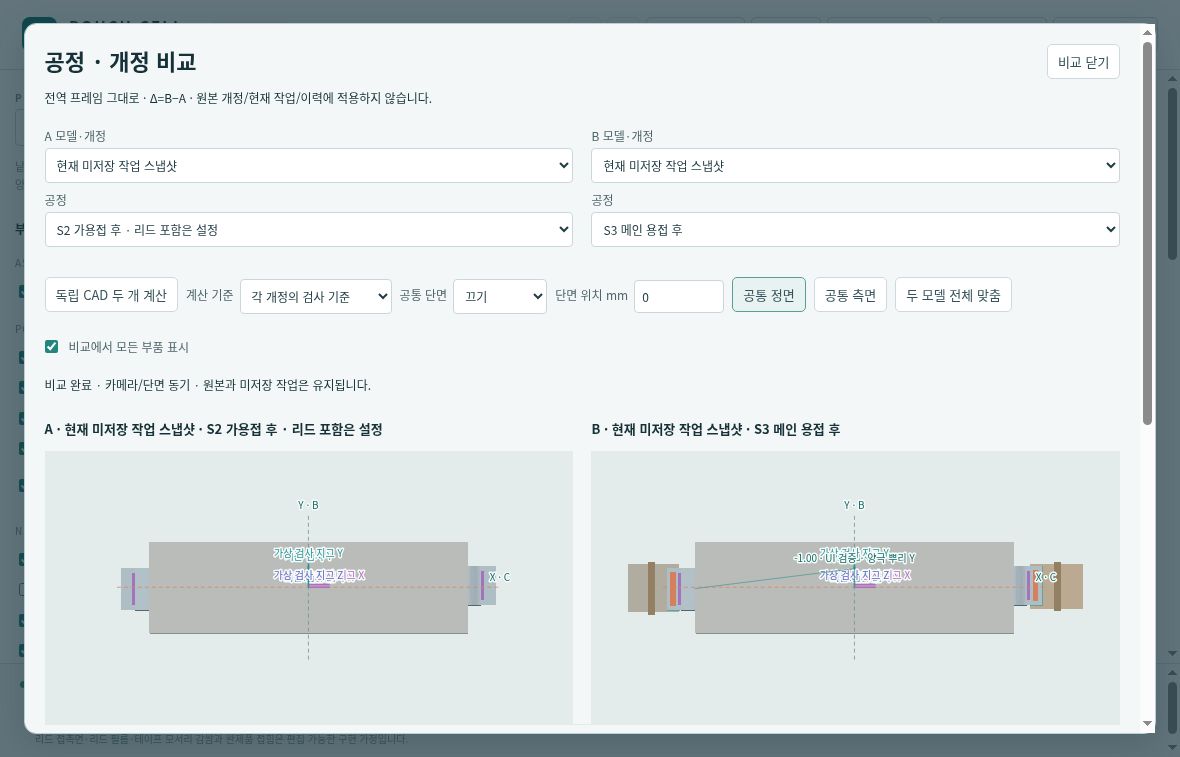 공정 · 개정 비교
비교 닫기
전역 프레임 그대로 · Δ=B−A · 원본 개정/현재 작업/이력에 적용하지 않습니다.
A 모델·개정
B 모델·개정
현재 미저장 작업 스냅샷
현재 미저장 작업 스냅샷
공정
공정
S2 가용접 후 · 리드 포함은 설정
S3 메인 용접 후
독립 CAD 두 개 계산
계산 기준
각 개정의 검사 기준
공통 단면
끄기
단면 위치 mm
0
공통 정면
공통 측면
두 모델 전체 맞춤
비교에서 모든 부품 표시
비교 완료 · 카메라/단면 동기 · 원본과 미저장 작업은 유지됩니다.
A · 현재 미저장 작업 스냅샷 · S2 가용접 후 · 리드 포함은 설정
B · 현재 미저장 작업 스냅샷 · S3 메인 용접 후
Y · B
가상 검사 지그 Y
가상 검사 지그 Z
X · C
Y · B
-1.00 · UI 검증
X · C